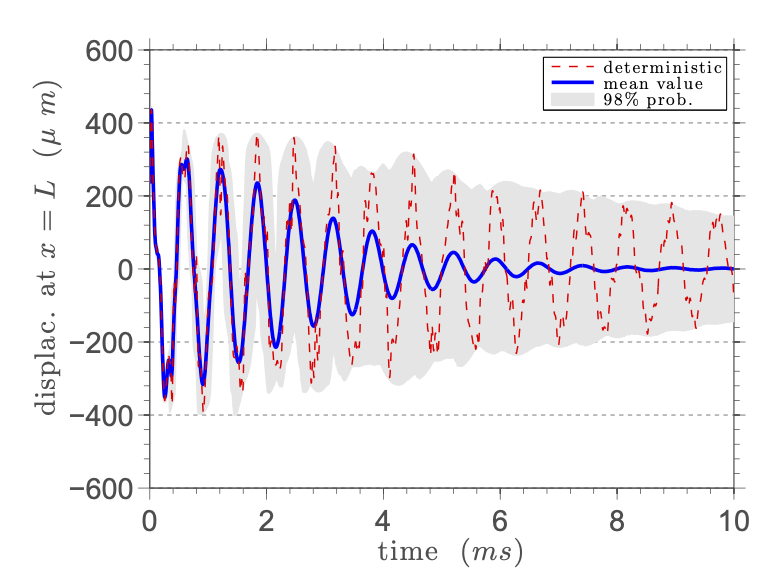 600
400
200
0
−200
−400
−600
displac. at x = L (μ m)
deterministic
mean value
98% prob.
0 2 4 6 8 10
time (ms)